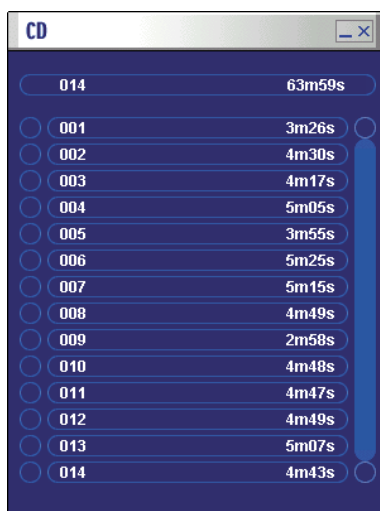 CD
014 63m59s
001 3m26s
002 4m30s
003 4m17s
004 5m05s
005 3m55s
006 5m25s
007 5m15s
008 4m49s
009 2m58s
010 4m48s
011 4m47s
012 4m49s
013 5m07s
014 4m43s